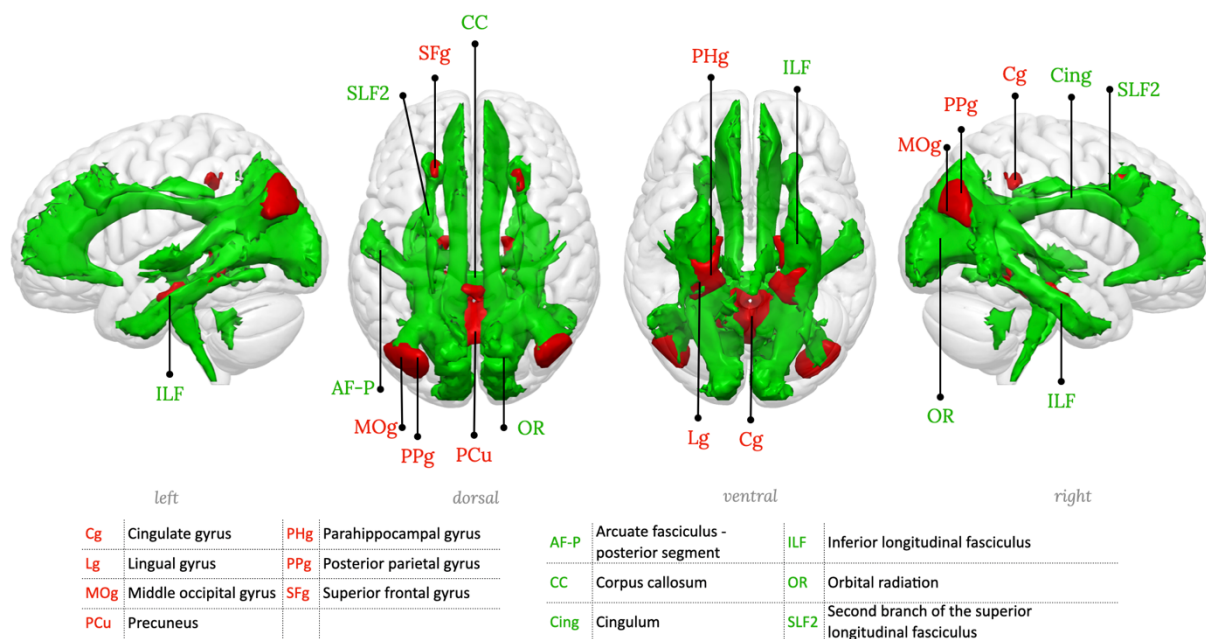 CC
SFg
SLF2
PHg
ILF
Cg
Cing
SLF2
PPg
MOg
ILF
AF-P
MOg
PPg
PCu
OR
Lg
Cg
OR
ILF
left
dorsal
ventral
right
Cg Cingulate gyrus PHg Parahippocampal gyrus
Lg Lingual gyrus PPg Posterior parietal gyrus
MOg Middle occipital gyrus SFg Superior frontal gyrus
PCu Precuneus
AF-P Arcuate fasciculus -
posterior segment
ILF Inferior longitudinal fasciculus
CC Corpus callosum OR Orbital radiation
Cing Cingulum SLF2 Second branch of the superior
longitudinal fasciculus